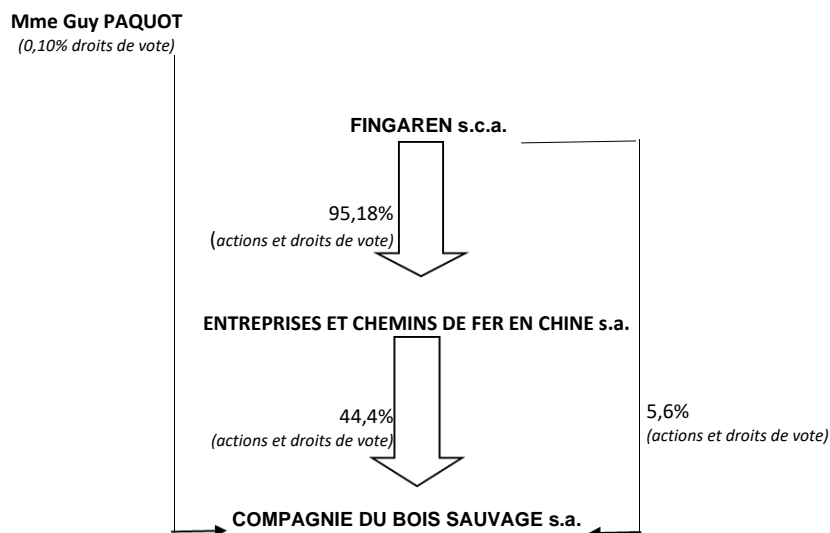 Mme Guy PAQUOT
(0,10% droits de vote)
FINGAREN s.c.a.
95,18%
(actions et droits de vote)
ENTREPRISES ET CHEMINS DE FER EN CHINE s.a.
44,4%
(actions et droits de vote)
5,6%
(actions et droits de vote)
COMPAGNIE DU BOIS SAUVAGE s.a.